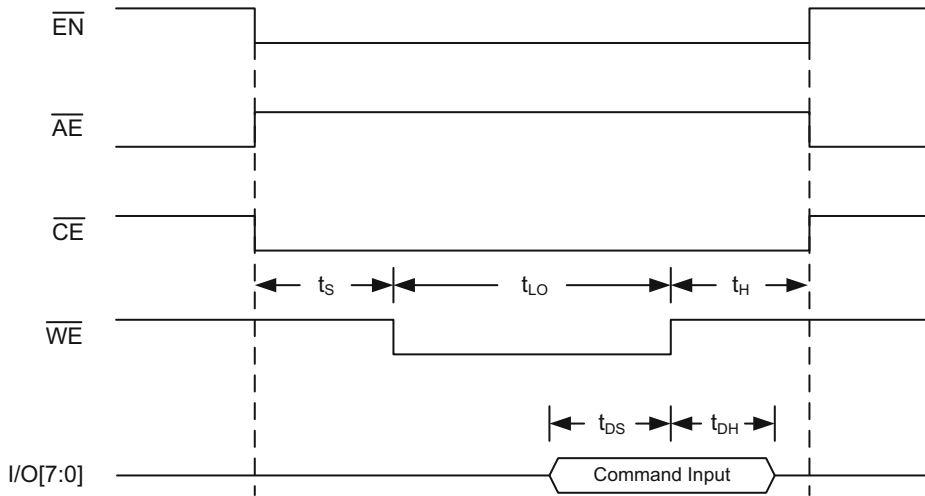 EN
AE
CE
tS tLO tH
WE
tDS tDH
I/O[7:0] Command Input